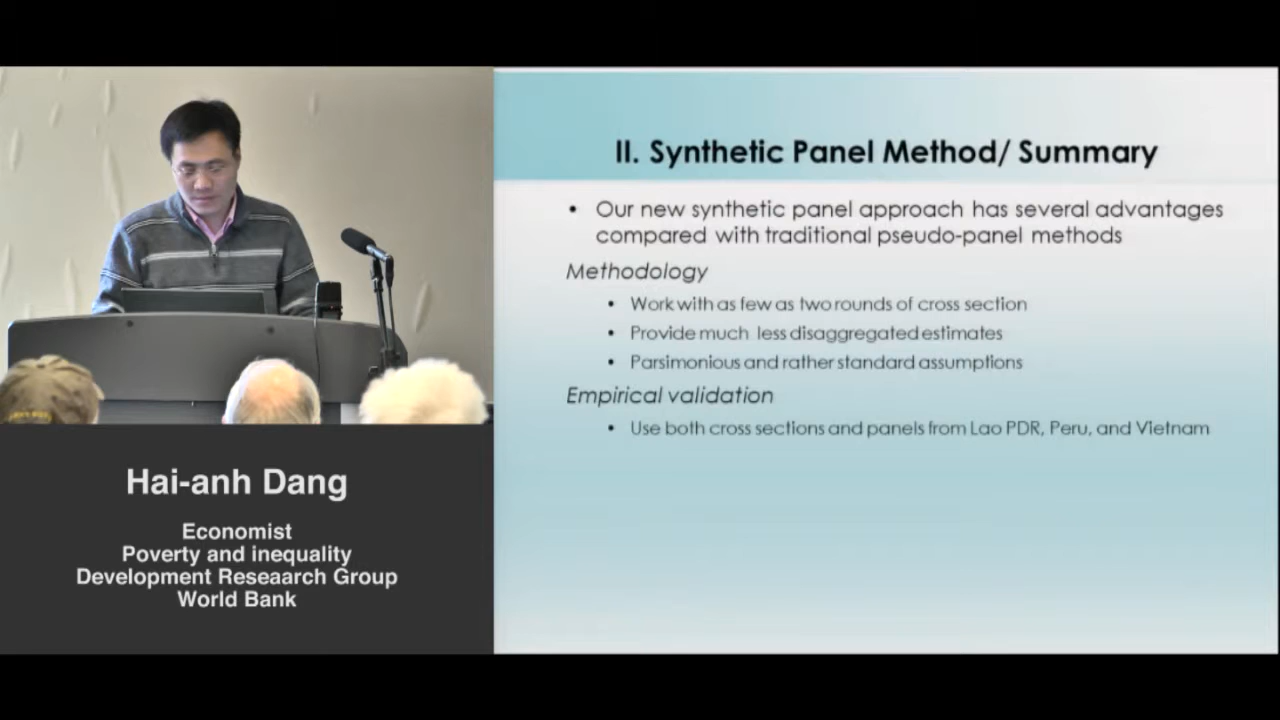 II. Synthetic Panel Method/ Summary
• Our new synthetic panel approach has several advantages
compared with traditional pseudo-panel methods
Methodology
• Work with as few as two rounds of cross section
• Provide much less disaggregated estimates
• Parsimonious and rather standard assumptions
Empirical validation
• Use both cross sections and panels from Lao PDR, Peru, and Vietnam
Hai-anh Dang
Economist
Poverty and inequality
Development Reseaarch Group
World Bank